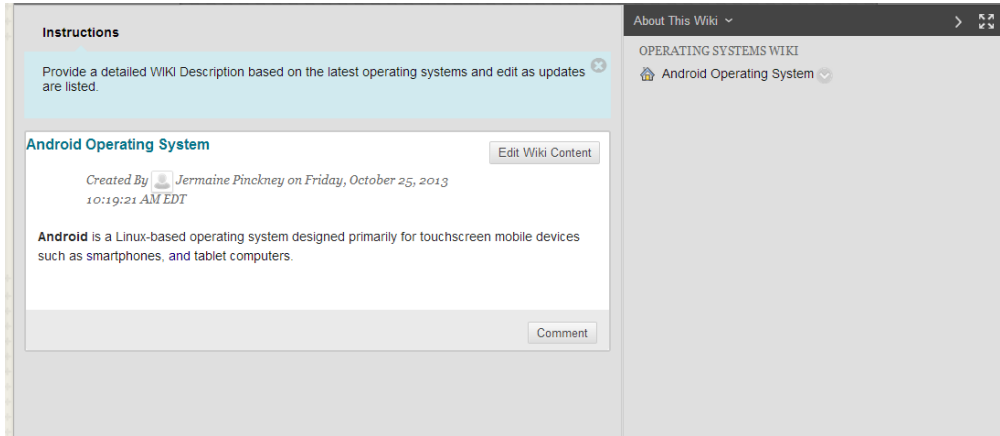 Instructions
Provide a detailed WIKI Description based on the latest operating systems and edit as updates
are listed.
Android Operating System
Edit Wiki Content
Created By Jermaine Pinckney on Friday, October 25, 2013
10:19:21 AM EDT
Android is a Linux-based operating system designed primarily for touchscreen mobile devices
such as smartphones, and tablet computers.
Comment
About This Wiki
OPERATING SYSTEMS WIKI
Android Operating System